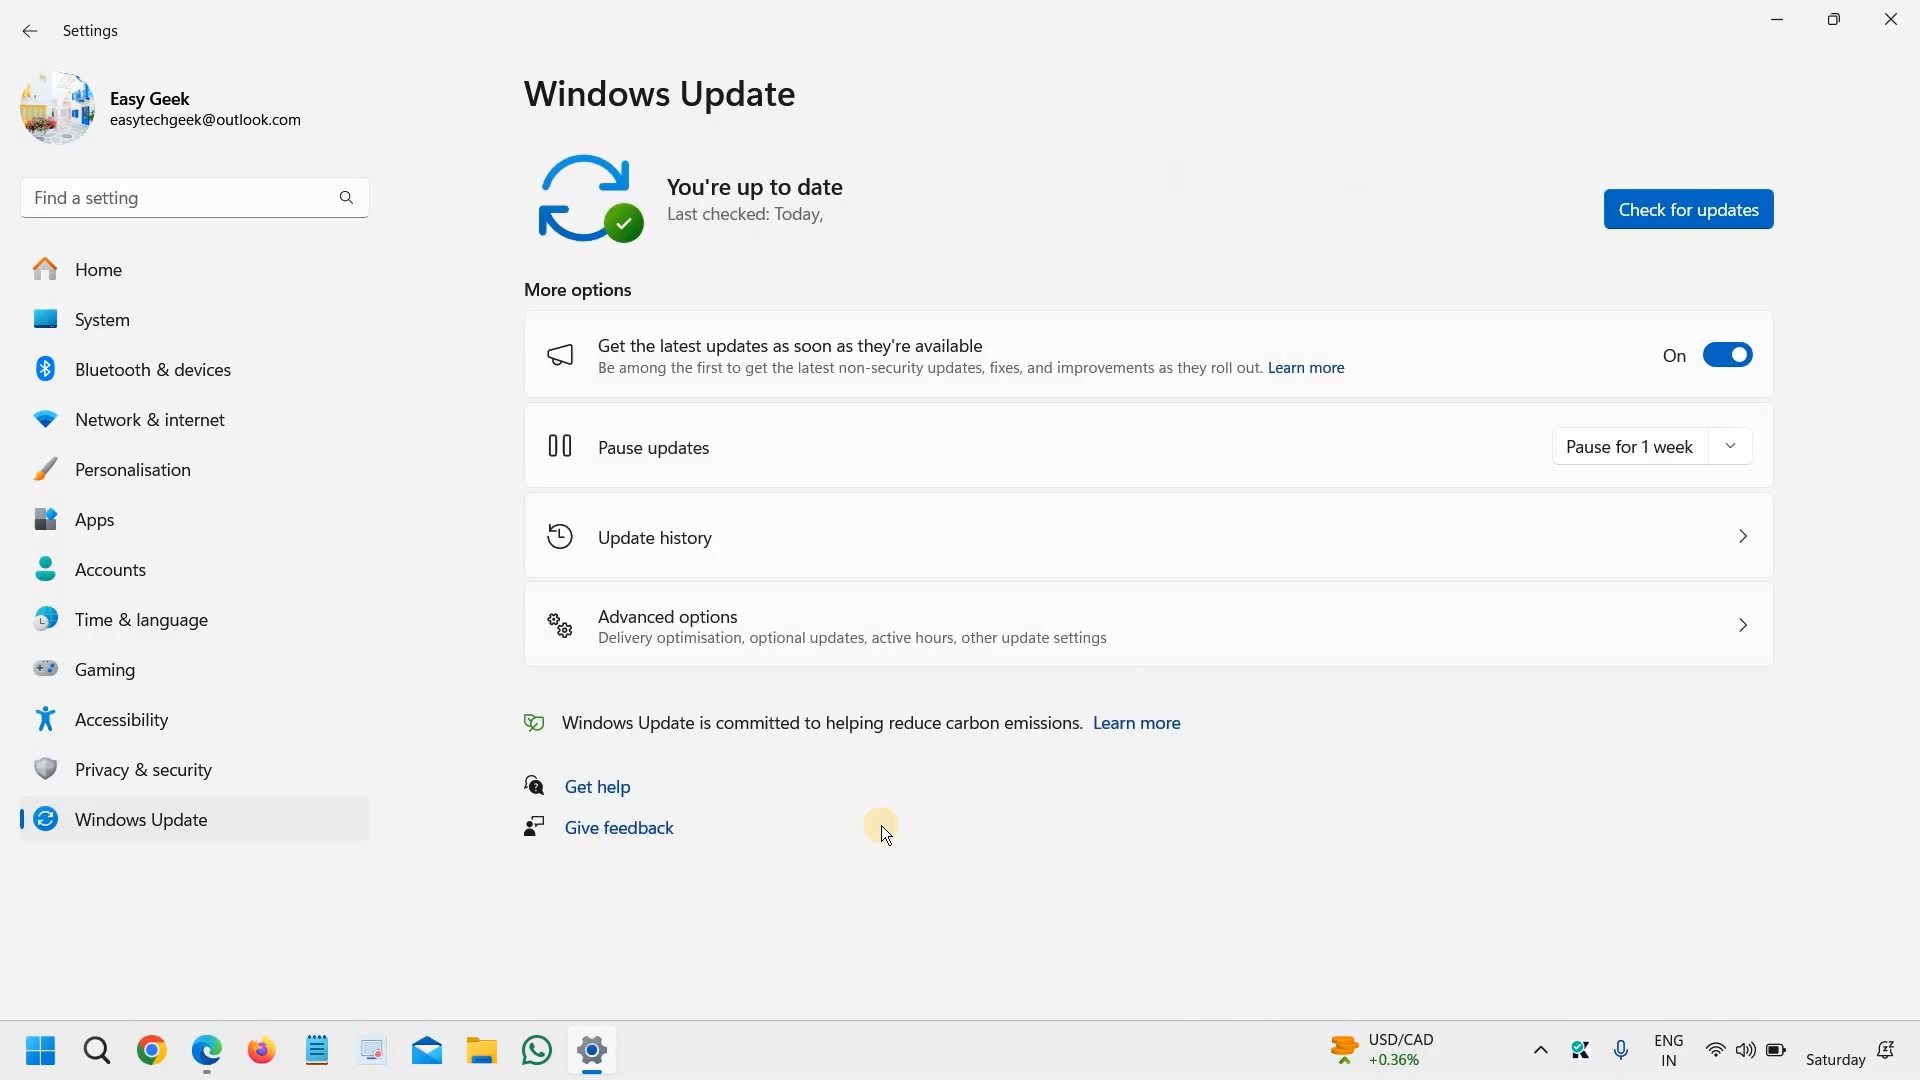 Settings
Easy Geek
easytechgeek@outlook.com
Find a setting
Home
System
Bluetooth & devices
Network & internet
Personalisation
Apps
Accounts
Time & language
Gaming
Accessibility
Privacy & security
Windows Update
Windows Update
You're up to date
Last checked: Today,
Check for updates
More options
Get the latest updates as soon as they're available
Be among the first to get the latest non-security updates, fixes, and improvements as they roll out. Learn more
On
Pause updates
Pause for 1 week
Update history
Advanced options
Delivery optimisation, optional updates, active hours, other update settings
Windows Update is committed to helping reduce carbon emissions. Learn more
Get help
Give feedback
USD/CAD
+0.36%
ENG
IN
Saturday